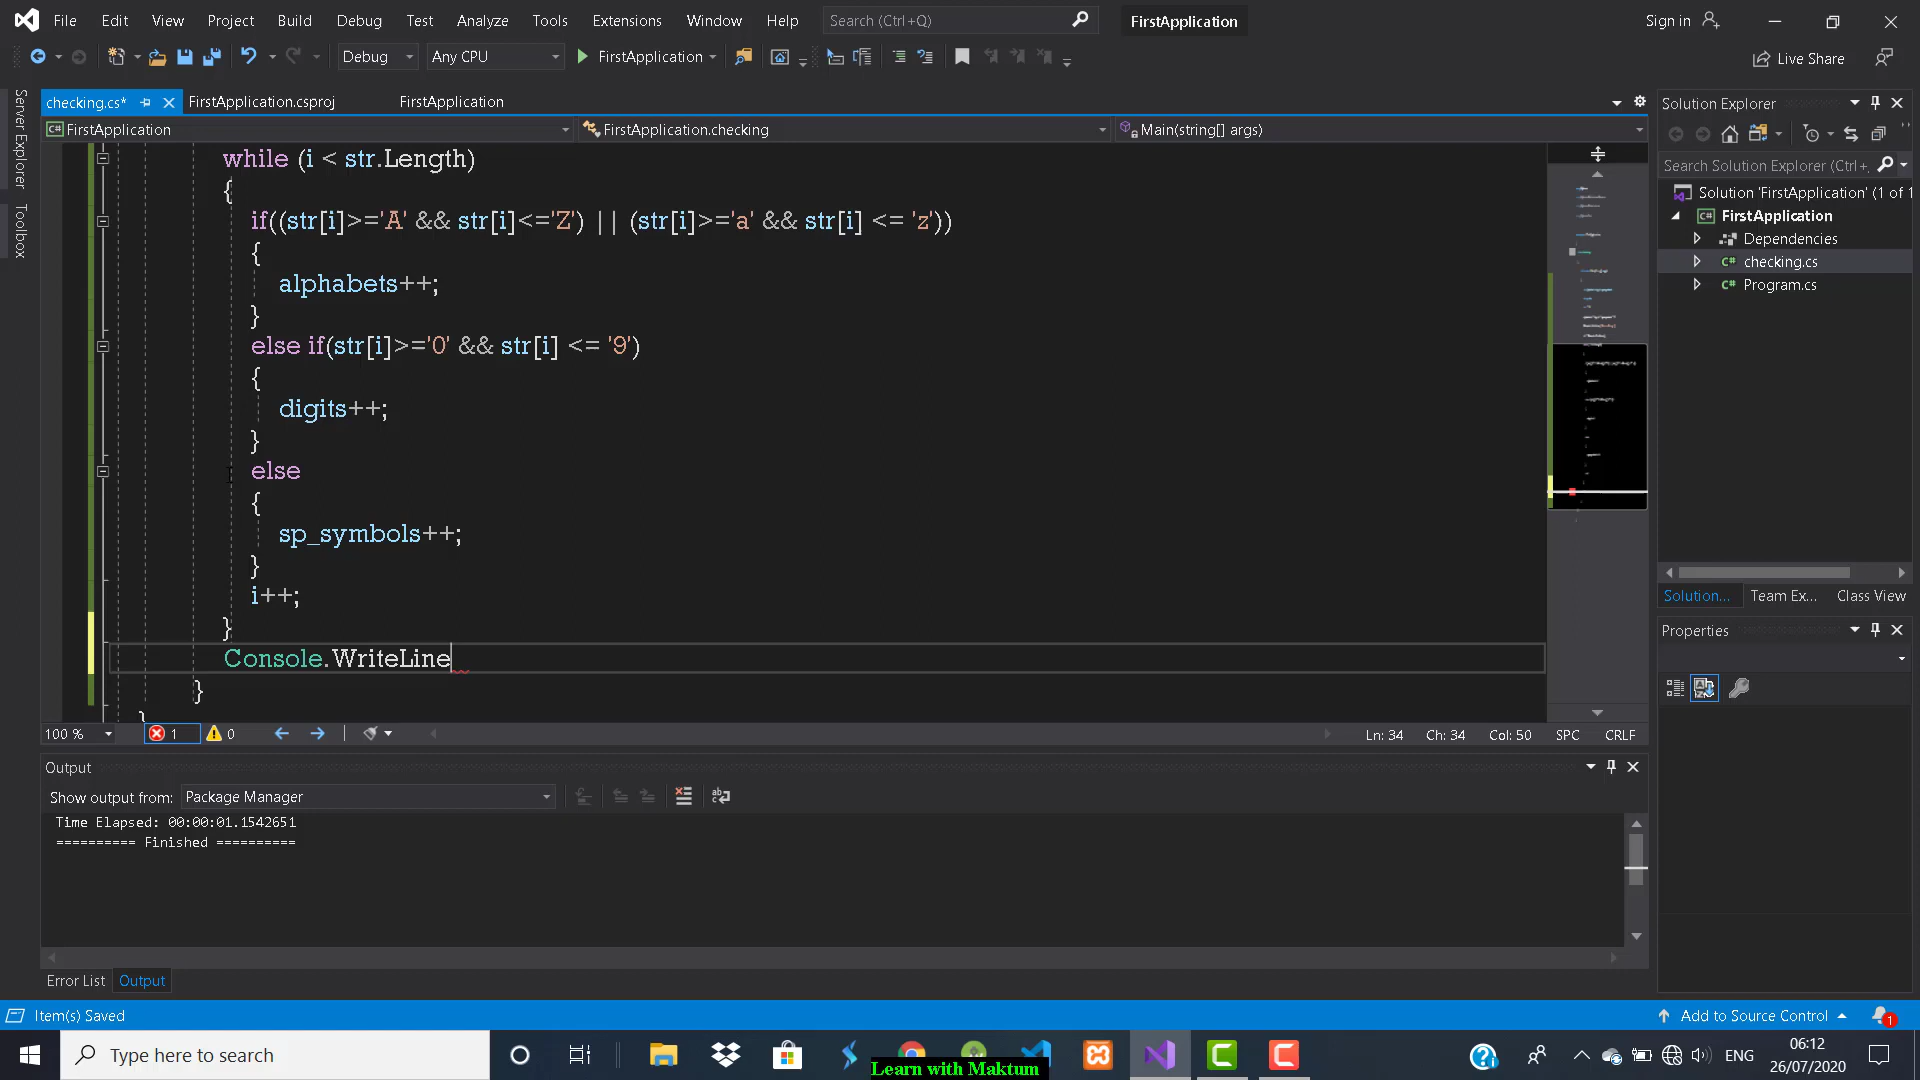 File Edit View Project Build Debug Test Analyze Tools Extensions Window Help Search (Ctrl+Q) FirstApplication Sign in
Debug Any CPU FirstApplication Live Share
Server Explorer
Toolbox
checking.cs* FirstApplication.csproj FirstApplication
FirstApplication FirstApplication.checking Main(string[] args)
while (i < str.Length)
{
if((str[i]>='A' && str[i]<='Z') || (str[i]>='a' && str[i] <= 'z'))
{
alphabets++;
}
else if(str[i]>='0' && str[i] <= '9')
{
digits++;
}
else
{
sp_symbols++;
}
i++;
}
Console.WriteLine
}
}
100 % 1 0 Ln: 34 Ch: 34 Col: 50 SPC CRLF
Output
Show output from: Package Manager
Time Elapsed: 00:00:01.1542651
========== Finished ==========
Error List Output
Solution Explorer
Search Solution Explorer (Ctrl+
Solution 'FirstApplication' (1 of 1
FirstApplication
Dependencies
C# checking.cs
C# Program.cs
Solution... Team Ex... Class View
Properties
Item(s) Saved Add to Source Control 1
Type here to search
Learn with Maktum
ENG
06:12
26/07/2020